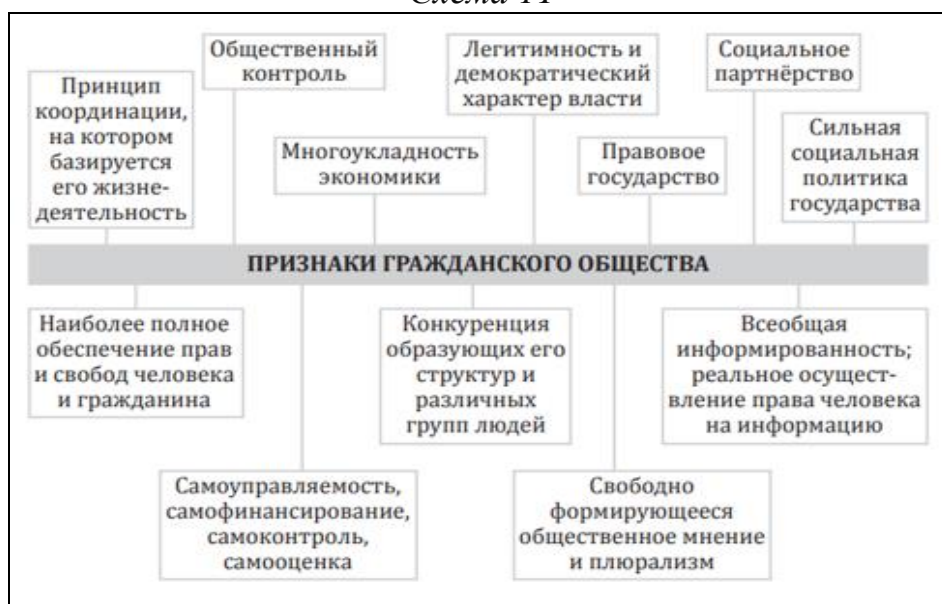 Общественный
контроль
Легитимность и
демократический
характер власти
Социальное
партнёрство
Принцип
координации,
на котором
базируется
его жизне-
деятельность
Многоукладность
экономики
Правовое
государство
Сильная
социальная
политика
государства
ПРИЗНАКИ ГРАЖДАНСКОГО ОБЩЕСТВА
Наиболее полное
обеспечение прав
и свобод человека
и гражданина
Конкуренция
образующих его
структур и
различных
групп людей
Всеобщая
информированность;
реальное осущест-
вление права человека
на информацию
Самоуправляемость,
самофинансирование,
самоконтроль,
самооценка
Свободно
формирующееся
общественное мнение
и плюрализм